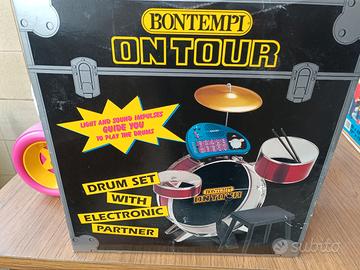 BONTEMPI
ON TOUR
LIGHT AND SOUND IMPULSES
GUIDE YOU
TO PLAY THE DRUMS
BONTEMPI
ON TOUR
DRUM SET
WITH
ELECTRONIC
PARTNER
subito